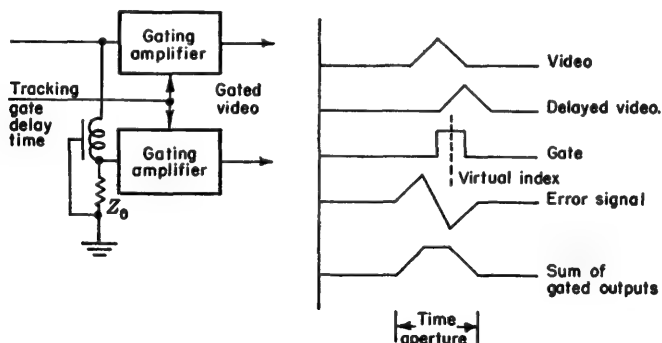 Gating
amplifier
Tracking
gate
delay
time
Gated
video
Gating
amplifier
Z₀
Video
Delayed video.
Gate
Virtual index
Error signal
Sum of
gated outputs
Time
aperture